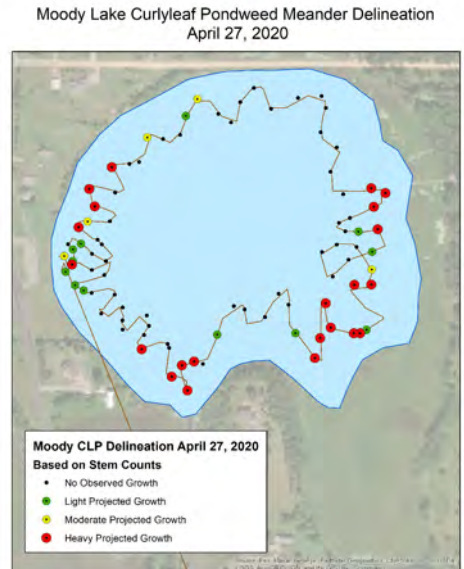 Moody Lake Curlyleaf Pondweed Meander Delineation
April 27, 2020
Moody CLP Delineation April 27, 2020
Based on Stem Counts
No Observed Growth
Light Projected Growth
Moderate Projected Growth
Heavy Projected Growth